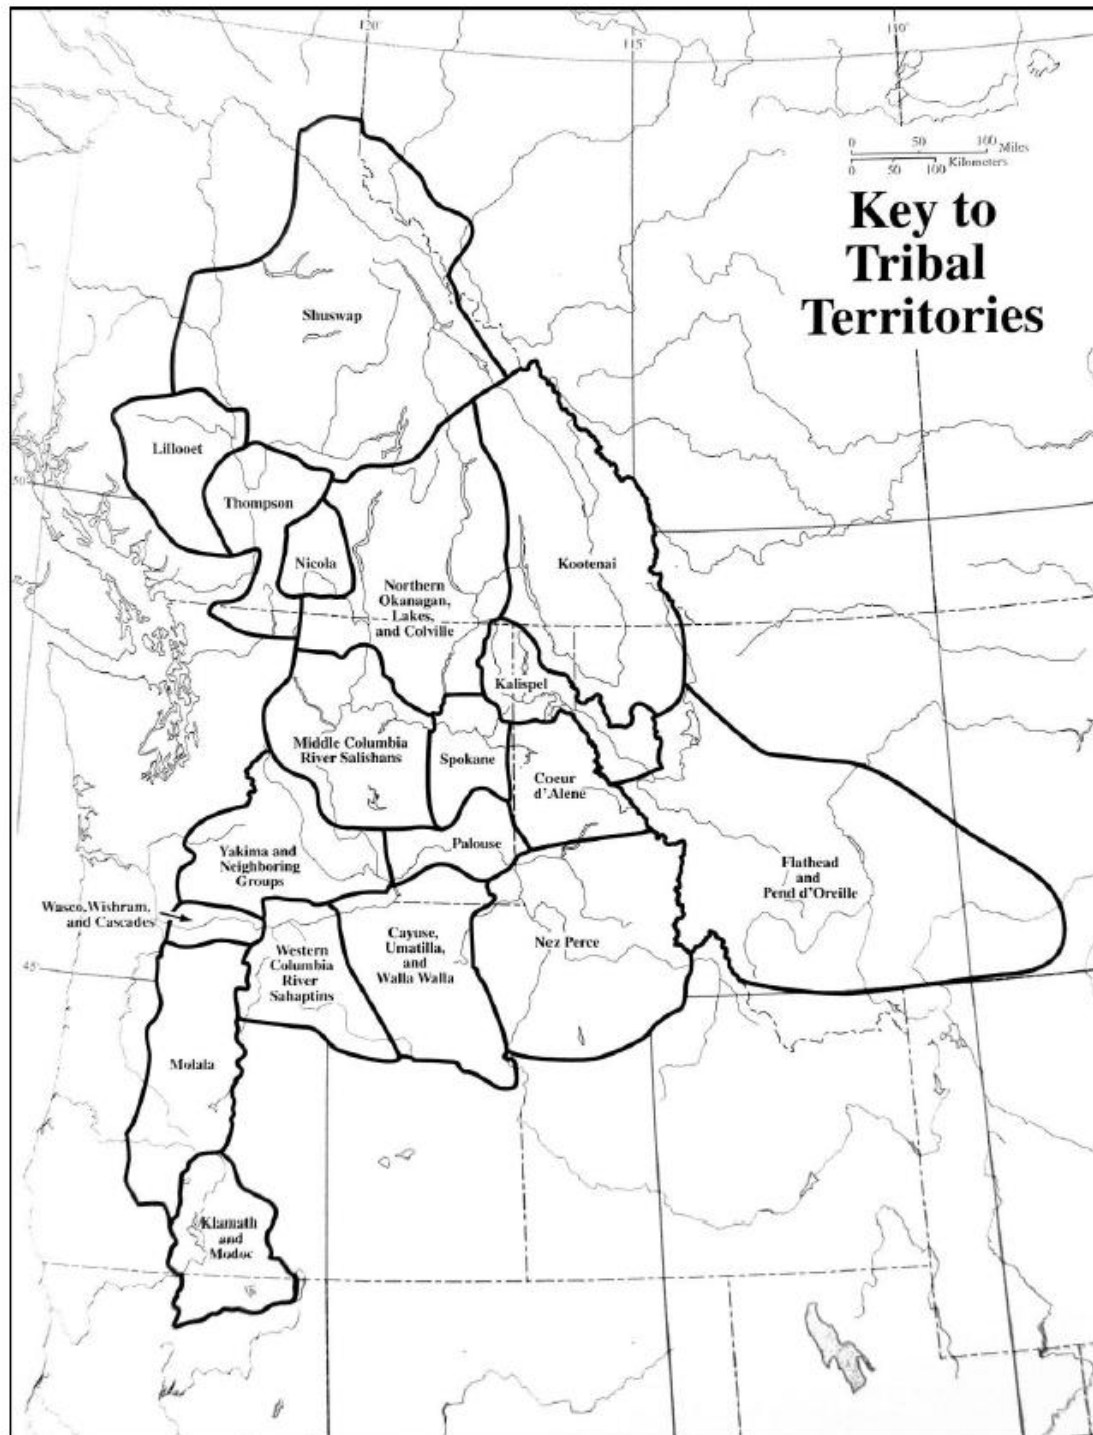 120°
115°
110°
0 50 100 Miles
0 50 100 Kilometers
Key to
Tribal
Territories
Shuswap
Lillooet
50
Thompson
Nicola
Kootenai
Northern
Okanagan,
Lakes,
and Colville
Kalispel
Middle Columbia
River Salishans
Spokane
Coeur
d'Alene
Palouse
Yakima and
Neighboring
Groups
Flathead
and
Pend d'Oreille
Wasco, Wishram,
and Cascades
Cayuse,
Umatilla,
and
Walla Walla
Nez Perce
Western
Columbia
River
Sahaptins
45°
Molala
Klamath
and
Modoc